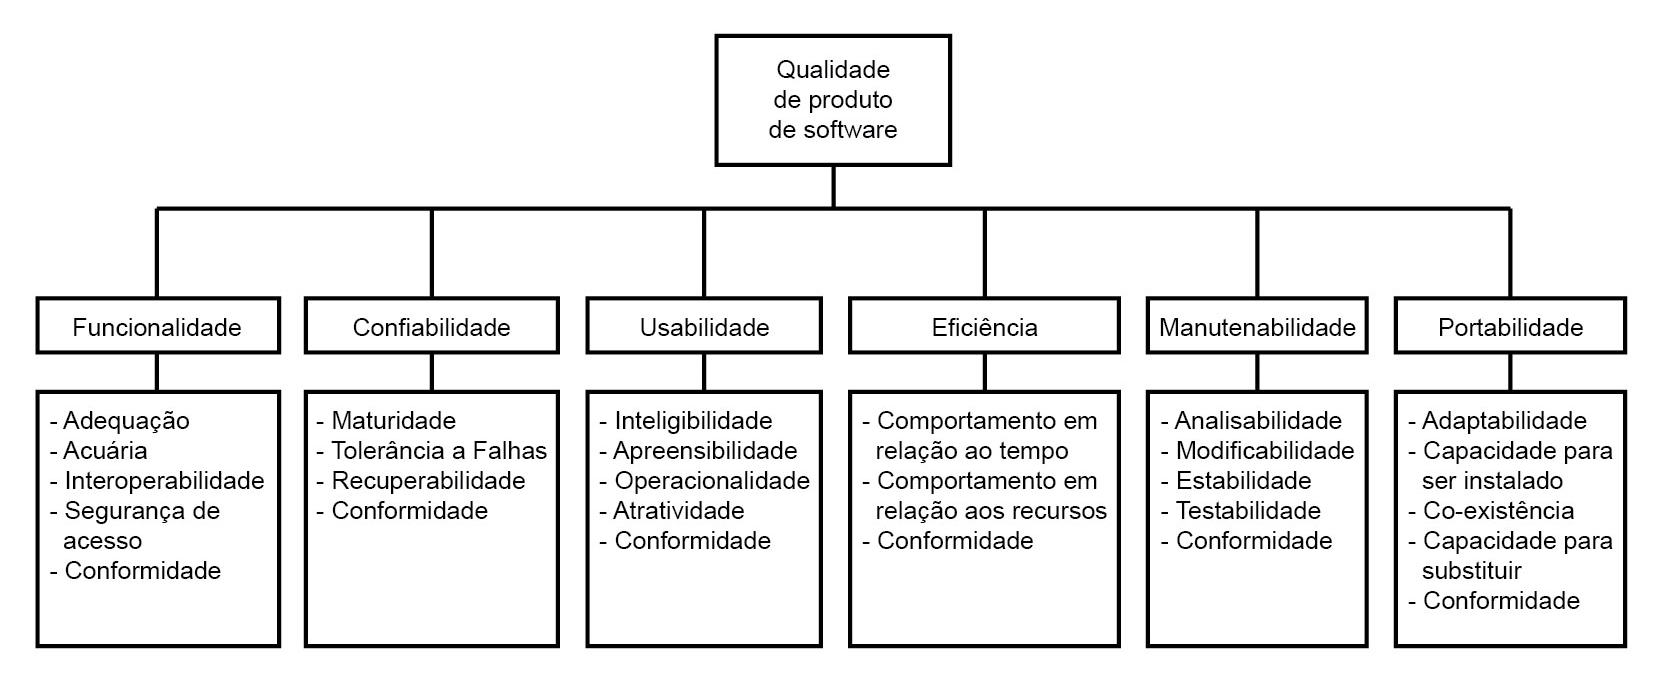 Qualidade
de produto
de software
Funcionalidade
Confiabilidade
Usabilidade
Eficiência
Manutenabilidade
Portabilidade
- Adequação
- Acuária
- Interoperabilidade
- Segurança de
acesso
- Conformidade
- Maturidade
- Tolerância a Falhas
- Recuperabilidade
- Conformidade
- Inteligibilidade
- Apreensibilidade
- Operacionalidade
- Atratividade
- Conformidade
- Comportamento em
relação ao tempo
- Comportamento em
relação aos recursos
- Conformidade
- Analisabilidade
- Modificabilidade
- Estabilidade
- Testabilidade
- Conformidade
- Adaptabilidade
- Capacidade para
ser instalado
- Co-existência
- Capacidade para
substituir
- Conformidade